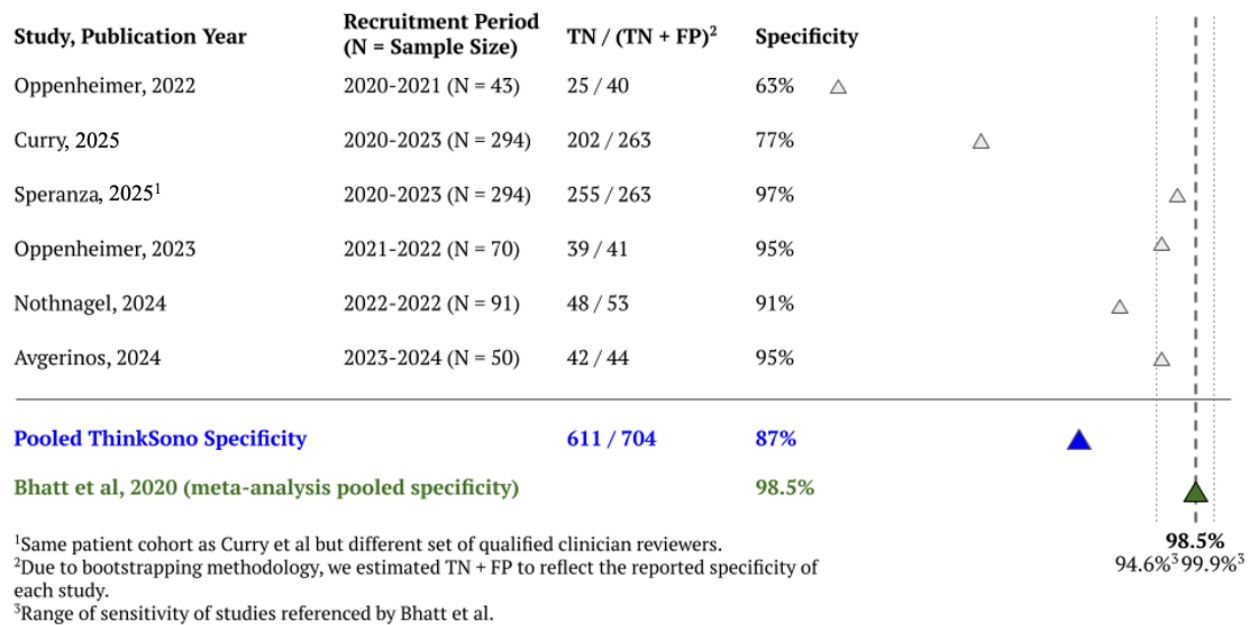 Study, Publication Year Recruitment Period (N = Sample Size) TN / (TN + FP)² Specificity
Oppenheimer, 2022 2020-2021 (N = 43) 25 / 40 63%
Curry, 2025 2020-2023 (N = 294) 202 / 263 77%
Speranza, 2025¹ 2020-2023 (N = 294) 255 / 263 97%
Oppenheimer, 2023 2021-2022 (N = 70) 39 / 41 95%
Nothnagel, 2024 2022-2022 (N = 91) 48 / 53 91%
Avgerinos, 2024 2023-2024 (N = 50) 42 / 44 95%
Pooled ThinkSono Specificity 611 / 704 87%
Bhatt et al, 2020 (meta-analysis pooled specificity) 98.5%
98.5%
94.6%³ 99.9%³
¹Same patient cohort as Curry et al but different set of qualified clinician reviewers.
²Due to bootstrapping methodology, we estimated TN + FP to reflect the reported specificity of
each study.
³Range of sensitivity of studies referenced by Bhatt et al.